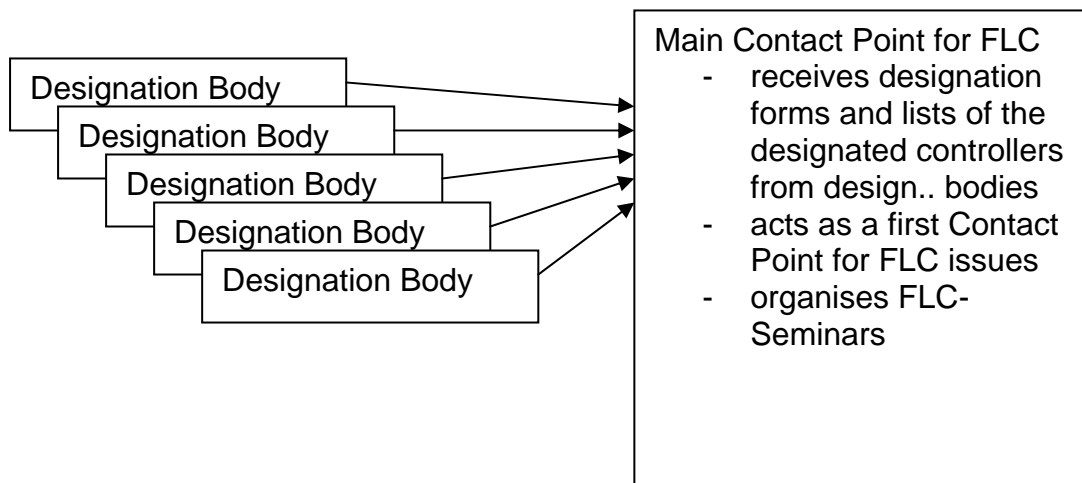 Designation Body
Designation Body
Designation Body
Designation Body
Designation Body
Main Contact Point for FLC
- receives designation
forms and lists of the
designated controllers
from design.. bodies
- acts as a first Contact
Point for FLC issues
- organises FLC-
Seminars